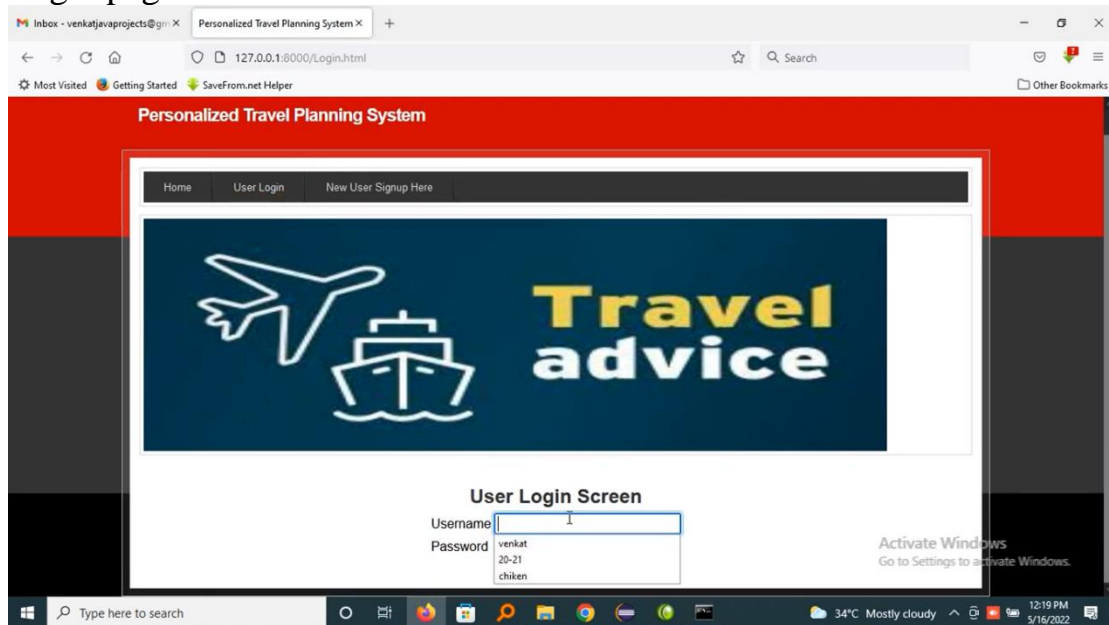 Inbox - venkatjavaprojects@gm
Personalized Travel Planning System
127.0.0.1:8000/Login.html
Search
Most Visited
Getting Started
SaveFrom.net Helper
Other Bookmarks
Personalized Travel Planning System
Home
User Login
New User Signup Here
Travel
advice
User Login Screen
Username
Password
venkat
20-21
chiken
Activate Windows
Go to Settings to activate Windows.
Type here to search
34°C Mostly cloudy
12:19 PM
5/16/2022